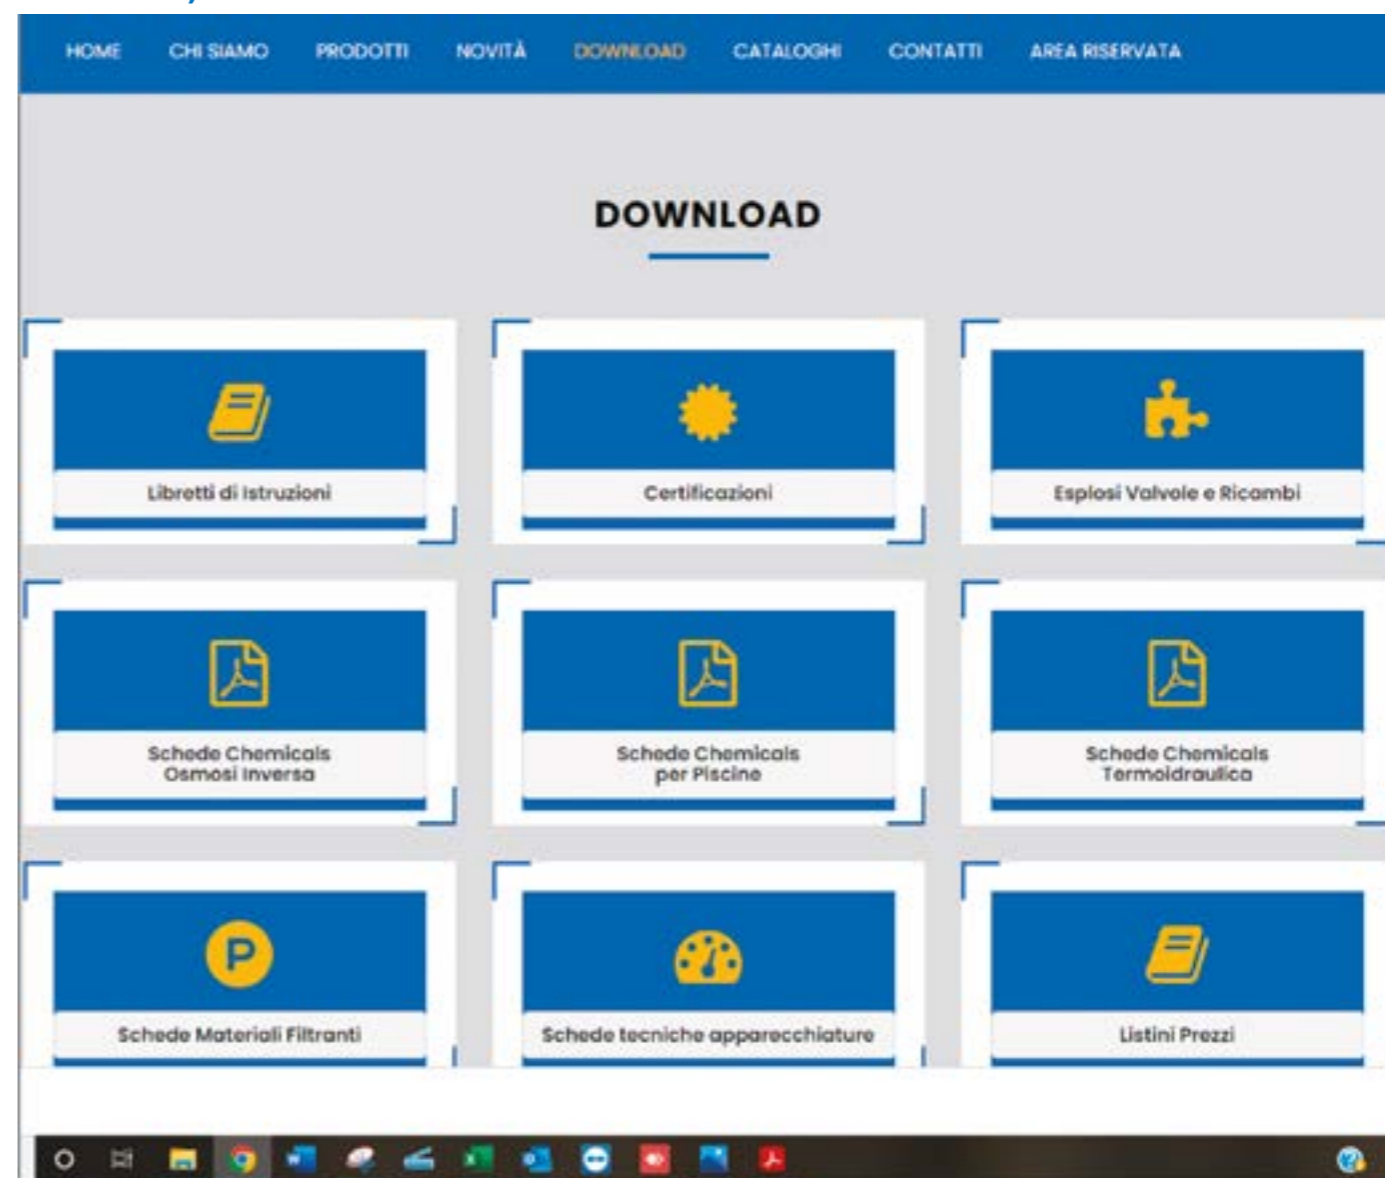 HOME CHI SIAMO PRODOTTI NOVITÀ DOWNLOAD CATALOGHI CONTATTI AREA RISERVATA
DOWNLOAD
Libretti di Istruzioni Certificazioni Esplosi Valvole e Ricambi
Schede Chemicals
Osmosi Inversa
Schede Chemicals
per Piscine
Schede Chemicals
Termoidraulica
P
Schede Materiali Filtranti Schede tecniche apparecchiature Listini Prezzi